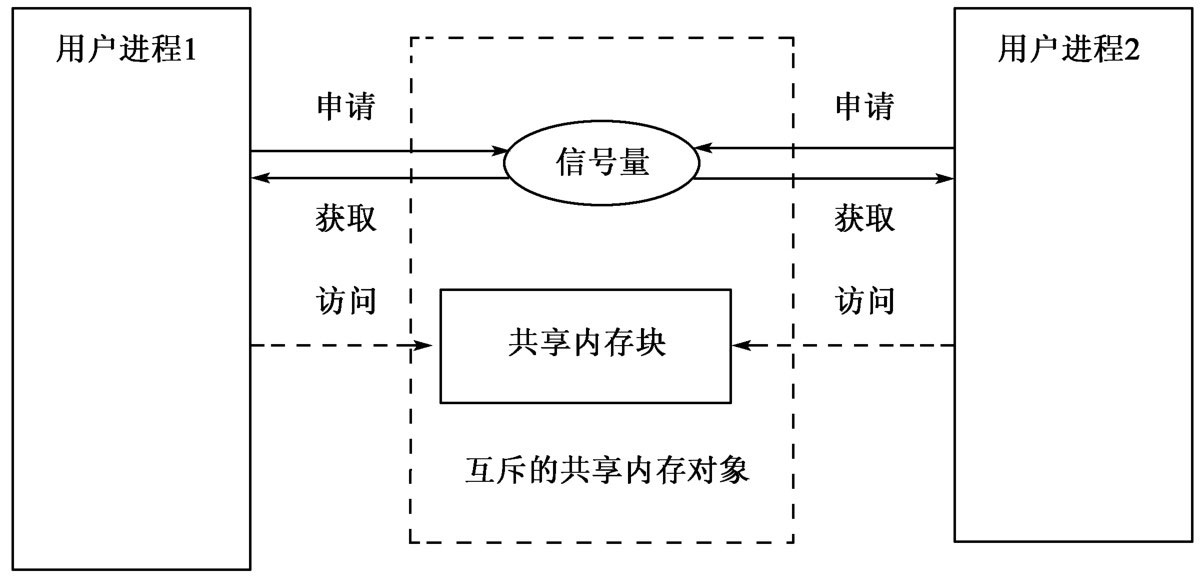 用户进程1
用户进程2
申请
申请
信号量
获取
获取
访问
访问
共享内存块
互斥的共享内存对象